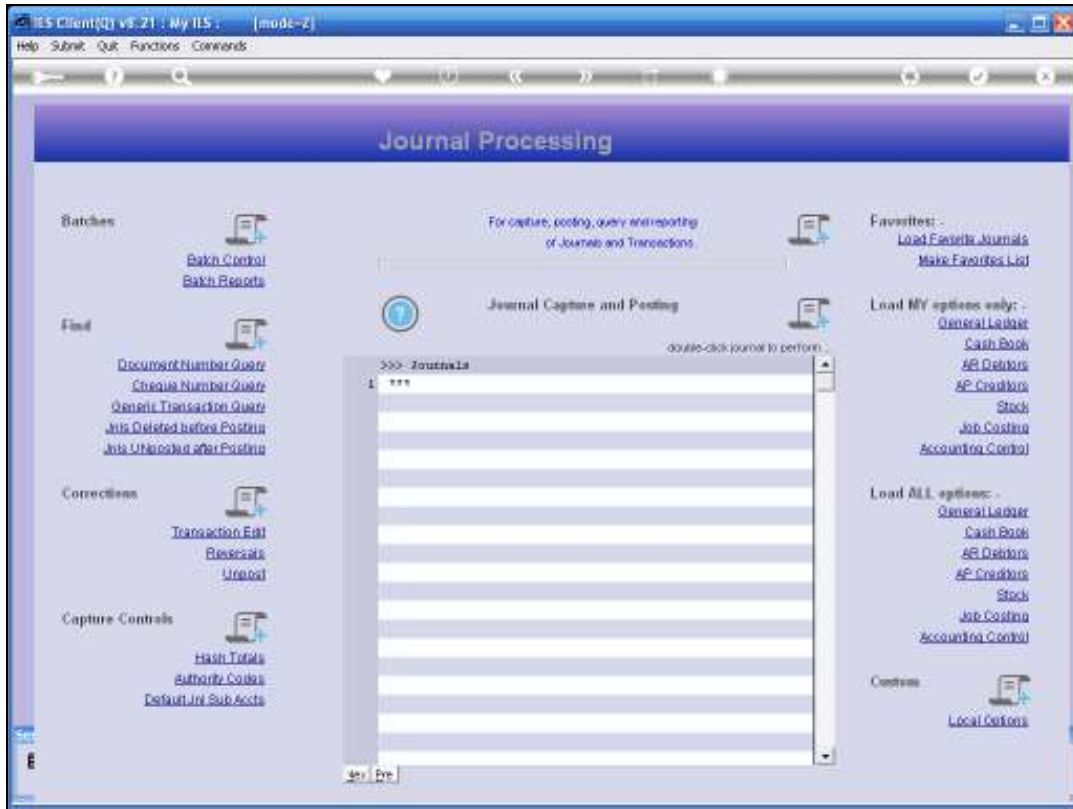 IES Client(Q) v8.21 : My IES : [mode=2]
Help Submit Quit Functions Commands
Journal Processing
Batches
Batch Control
Batch Reports
Find
Document Number Query
Cheque Number Query
Generic Transaction Query
Jnls Deleted before Posting
Jnls UNposted after Posting
Corrections
Transaction Edit
Reversals
Unpost
Capture Controls
Hash Totals
Authority Codes
Default Jnl Sub Accts
For capture, posting, query and reporting
of Journals and Transactions.
Journal Capture and Posting
double-click journal to perform ..
>>> Journals
1 ***
Pre
Favorites: -
Load Favorite Journals
Make Favorites List
Load MY options only: -
General Ledger
Cash Book
AR Debtors
AP Creditors
Stock
Job Costing
Accounting Control
Load ALL options: -
General Ledger
Cash Book
AR Debtors
AP Creditors
Stock
Job Costing
Accounting Control
Custom
Local Options